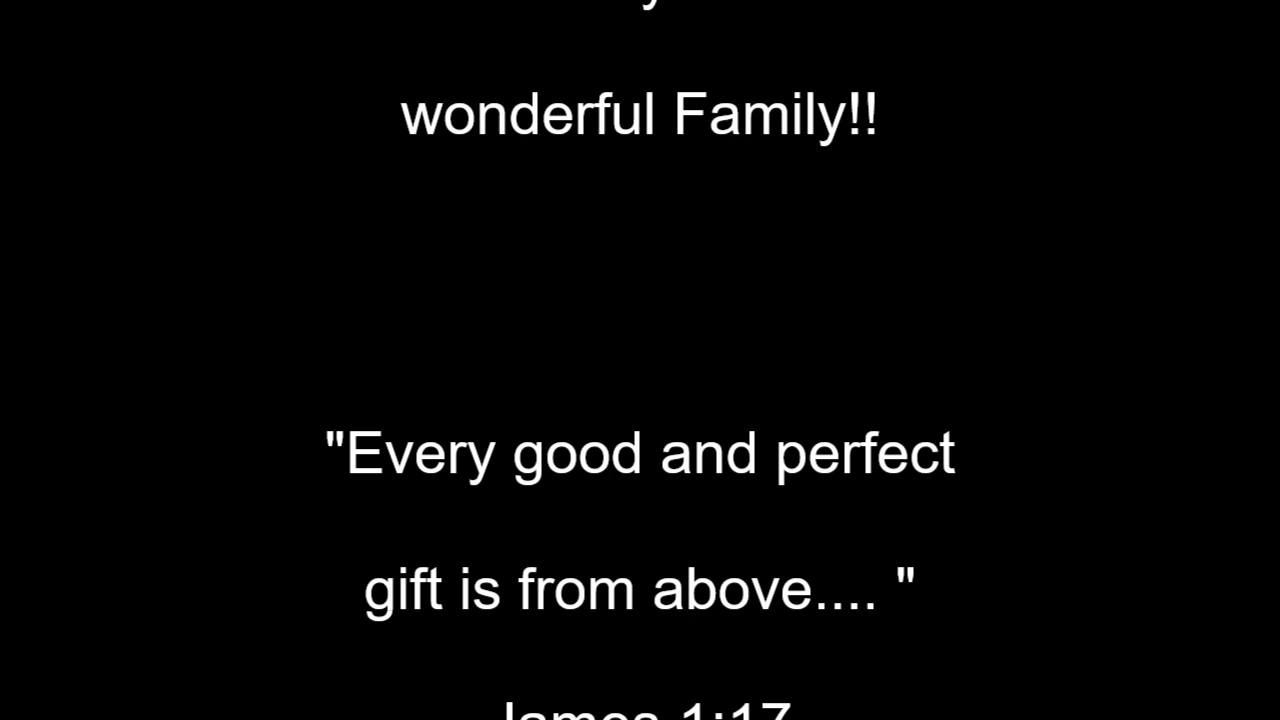 wonderful Family!!
"Every good and perfect
gift is from above.... "
James 1:17